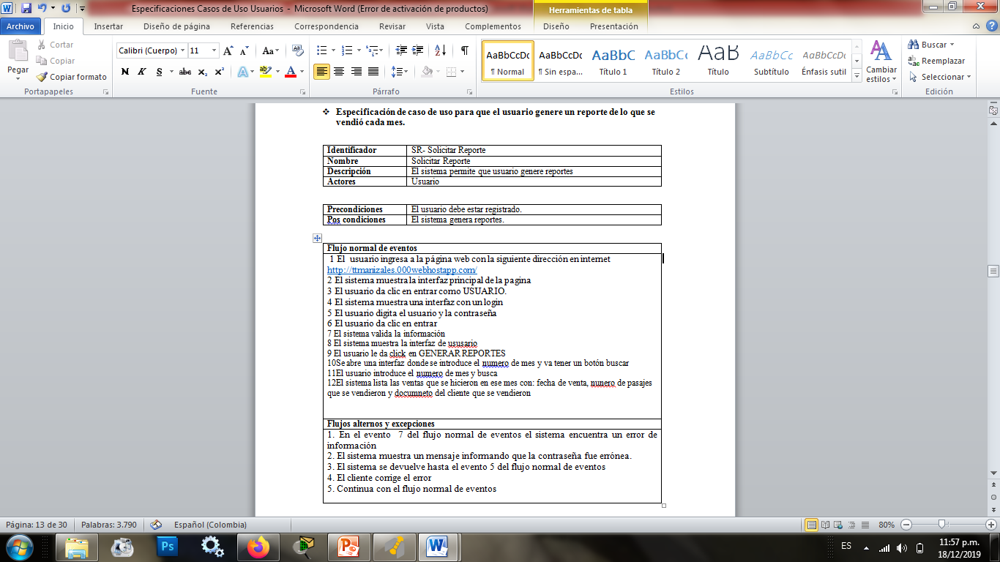 Especificaciones Casos de Uso Usuarios - Microsoft Word (Error de activación de productos)
Herramientas de tabla
Archivo Inicio Insertar Diseño de página Referencias Correspondencia Revisar Vista Complementos Diseño Presentación
Pegar
Cortar
Copiar
Copiar formato
Portapapeles
Calibri (Cuerpo) 11
N K S abc x₂ x²
Fuente
Párrafo
AaBbCcDc AaBbCcDc AaBbC AaBbCc AaB AaBbCc AaBbCcDc
¶ Normal ¶ Sin espa... Título 1 Título 2 Título Subtítulo Énfasis sutil
Cambiar estilos
Estilos
Buscar
Reemplazar
Seleccionar
Edición
❖ Especificación de caso de uso para que el usuario genere un reporte de lo que se
vendió cada mes.
Identificador SR- Solicitar Reporte
Nombre Solicitar Reporte
Descripción El sistema permite que usuario genere reportes
Actores Usuario
Precondiciones El usuario debe estar registrado.
Pos condiciones El sistema genera reportes.
Flujo normal de eventos
1 El usuario ingresa a la página web con la siguiente dirección en internet
http://ttmanizales.000webhostapp.com/
2 El sistema muestra la interfaz principal de la pagina
3 El usuario da clic en entrar como USUARIO.
4 El sistema muestra una interfaz con un login
5 El usuario digita el usuario y la contraseña
6 El usuario da clic en entrar
7 El sistema valida la información
8 El sistema muestra la interfaz de ususario
9 El usuario le da click en GENERAR REPORTES
10Se abre una interfaz donde se introduce el numero de mes y va tener un botón buscar
11El usuario introduce el numero de mes y busca
12El sistema lista las ventas que se hicieron en ese mes con: fecha de venta, nunero de pasajes
que se vendieron y documneto del cliente que se vendieron
Flujos alternos y excepciones
1. En el evento 7 del flujo normal de eventos el sistema encuentra un error de
información
2. El sistema muestra un mensaje informando que la contraseña fue errónea.
3. El sistema se devuelve hasta el evento 5 del flujo normal de eventos
4. El cliente corrige el error
5. Continua con el flujo normal de eventos
Página: 13 de 30 Palabras: 3.790 Español (Colombia) 80%
ES 11:57 p.m.
18/12/2019